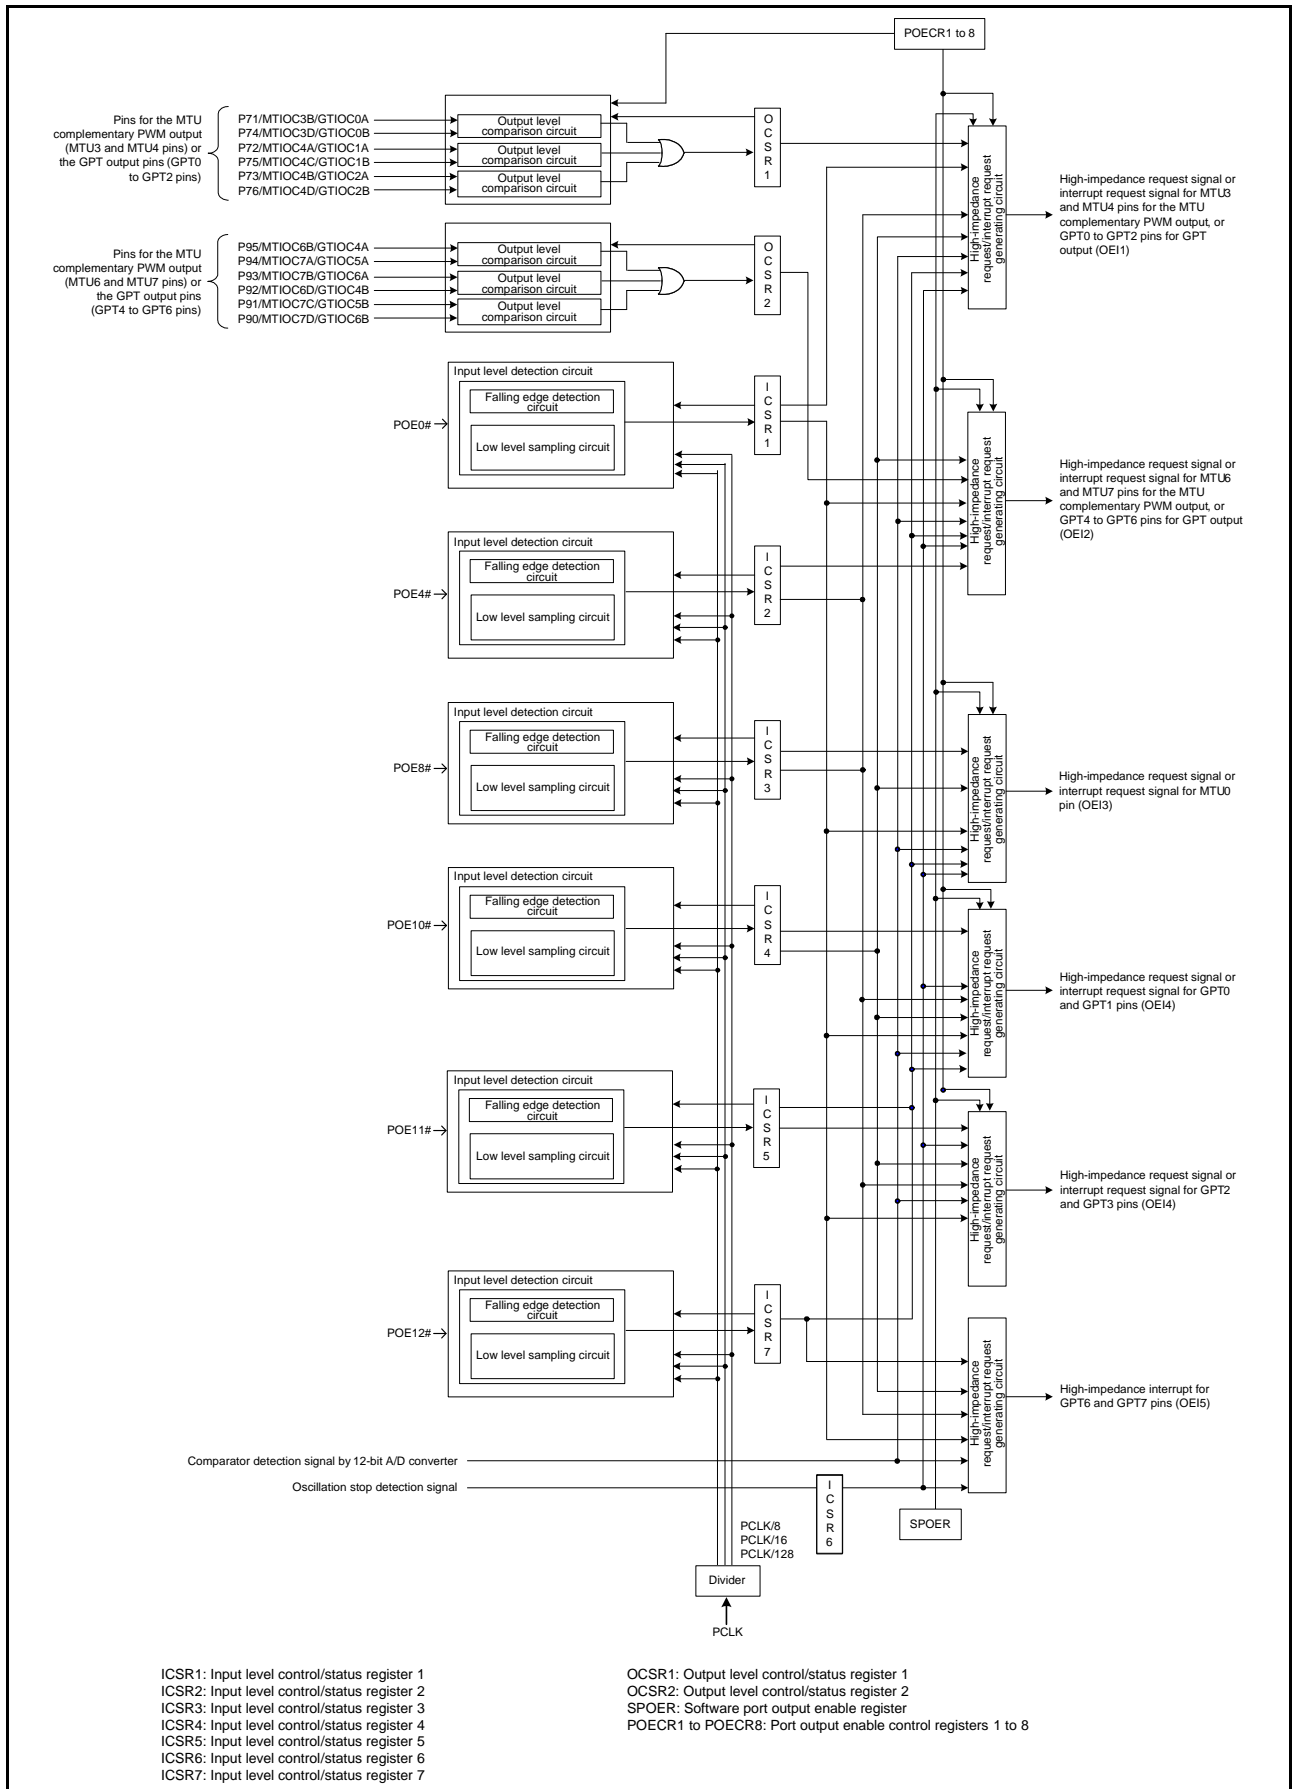 POECR1 to 8
Pins for the MTU
complementary PWM output
(MTU3 and MTU4 pins) or
the GPT output pins (GPT0
to GPT2 pins)
P71/MTIOC3B/GTIOC0A
P74/MTIOC3D/GTIOC0B
P72/MTIOC4A/GTIOC1A
P75/MTIOC4C/GTIOC1B
P73/MTIOC4B/GTIOC2A
P76/MTIOC4D/GTIOC2B
Output level
comparison circuit
Output level
comparison circuit
Output level
comparison circuit
OCSR1
High-impedance
request/interrupt request
generating circuit
High-impedance request signal or
interrupt request signal for MTU3
and MTU4 pins for the MTU
complementary PWM output, or
GPT0 to GPT2 pins for GPT
output (OEI1)
Pins for the MTU
complementary PWM output
(MTU6 and MTU7 pins) or
the GPT output pins
(GPT4 to GPT6 pins)
P95/MTIOC6B/GTIOC4A
P94/MTIOC7A/GTIOC5A
P93/MTIOC7B/GTIOC6A
P92/MTIOC6D/GTIOC4B
P91/MTIOC7C/GTIOC5B
P90/MTIOC7D/GTIOC6B
Output level
comparison circuit
Output level
comparison circuit
Output level
comparison circuit
OCSR2
POE0#
Input level detection circuit
Falling edge detection
circuit
Low level sampling circuit
ICSR1
High-impedance
request/interrupt request
generating circuit
High-impedance request signal or
interrupt request signal for MTU6
and MTU7 pins for the MTU
complementary PWM output, or
GPT4 to GPT6 pins for GPT output
(OEI2)
POE4#
Input level detection circuit
Falling edge detection
circuit
Low level sampling circuit
ICSR2
POE8#
Input level detection circuit
Falling edge detection
circuit
Low level sampling circuit
ICSR3
High-impedance
request/interrupt request
generating circuit
High-impedance request signal or
interrupt request signal for MTU0
pin (OEI3)
POE10#
Input level detection circuit
Falling edge detection
circuit
Low level sampling circuit
ICSR4
High-impedance
request/interrupt request
generating circuit
High-impedance request signal or
interrupt request signal for GPT0
and GPT1 pins (OEI4)
POE11#
Input level detection circuit
Falling edge detection
circuit
Low level sampling circuit
ICSR5
High-impedance
request/interrupt request
generating circuit
High-impedance request signal or
interrupt request signal for GPT2
and GPT3 pins (OEI4)
POE12#
Input level detection circuit
Falling edge detection
circuit
Low level sampling circuit
ICSR7
High-impedance
request/interrupt request
generating circuit
High-impedance interrupt for
GPT6 and GPT7 pins (OEI5)
Comparator detection signal by 12-bit A/D converter
Oscillation stop detection signal
ICSR6
SPOER
PCLK/8
PCLK/16
PCLK/128
Divider
PCLK
ICSR1: Input level control/status register 1
ICSR2: Input level control/status register 2
ICSR3: Input level control/status register 3
ICSR4: Input level control/status register 4
ICSR5: Input level control/status register 5
ICSR6: Input level control/status register 6
ICSR7: Input level control/status register 7
OCSR1: Output level control/status register 1
OCSR2: Output level control/status register 2
SPOER: Software port output enable register
POECR1 to POECR8: Port output enable control registers 1 to 8